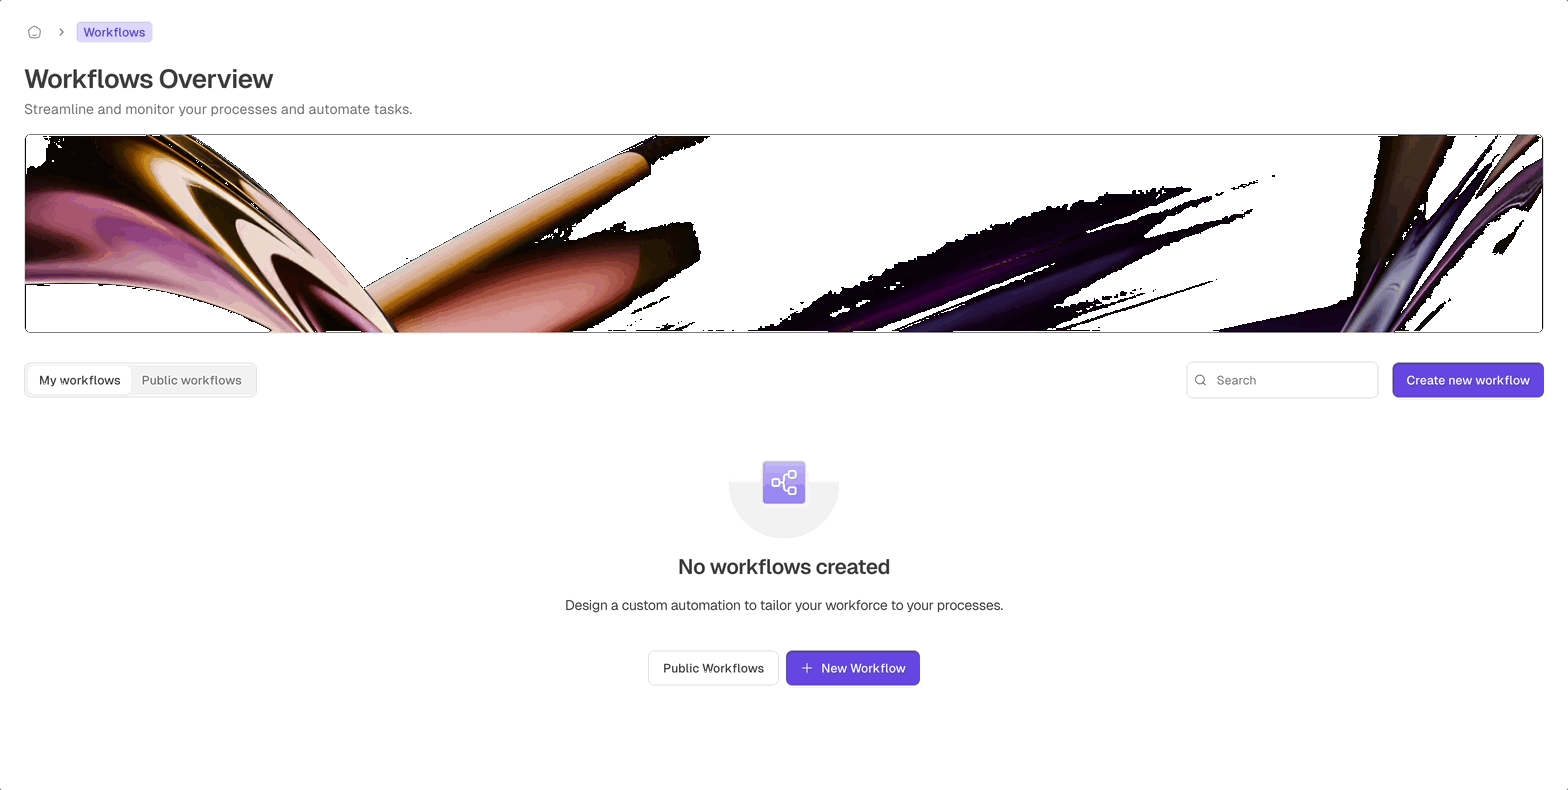 Workflows
Workflows Overview
Streamline and monitor your processes and automate tasks.
My workflows
Public workflows
Search
Create new workflow
No workflows created
Design a custom automation to tailor your workforce to your processes.
Public Workflows
New Workflow